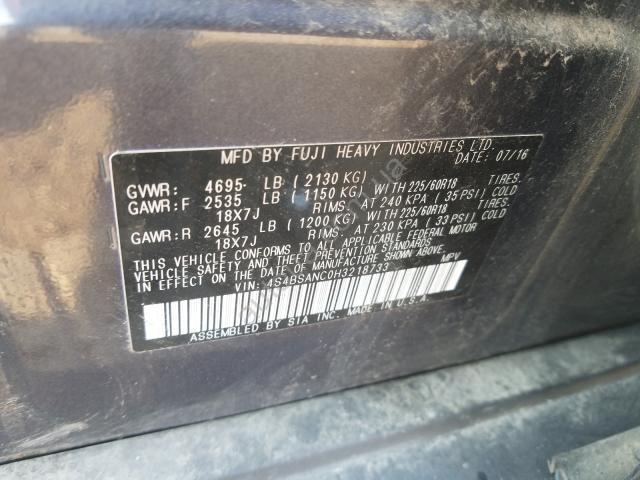 MFD BY FUJI HEAVY INDUSTRIES LTD.
DATE: 07/16
GVWR: 4695 LB ( 2130 KG)
GAWR:F 2535 LB ( 1150 KG) WITH 225/60R18 TIRES.
18X7J RIMS. AT 240 KPA ( 35 PSI) COLD
GAWR:R 2645 LB ( 1200 KG) WITH 225/60R18 TIRES.
18X7J RIMS. AT 230 KPA ( 33 PSI) COLD
THIS VEHICLE CONFORMS TO ALL APPLICABLE FEDERAL MOTOR
VEHICLE SAFETY AND THEFT PREVENTION STANDARDS
IN EFFECT ON THE DATE OF MANUFACTURE SHOWN ABOVE.
VIN: 4S4BSANC0H3218733 MPV
ASSEMBLED BY SIA INC. MADE IN U.S.A.